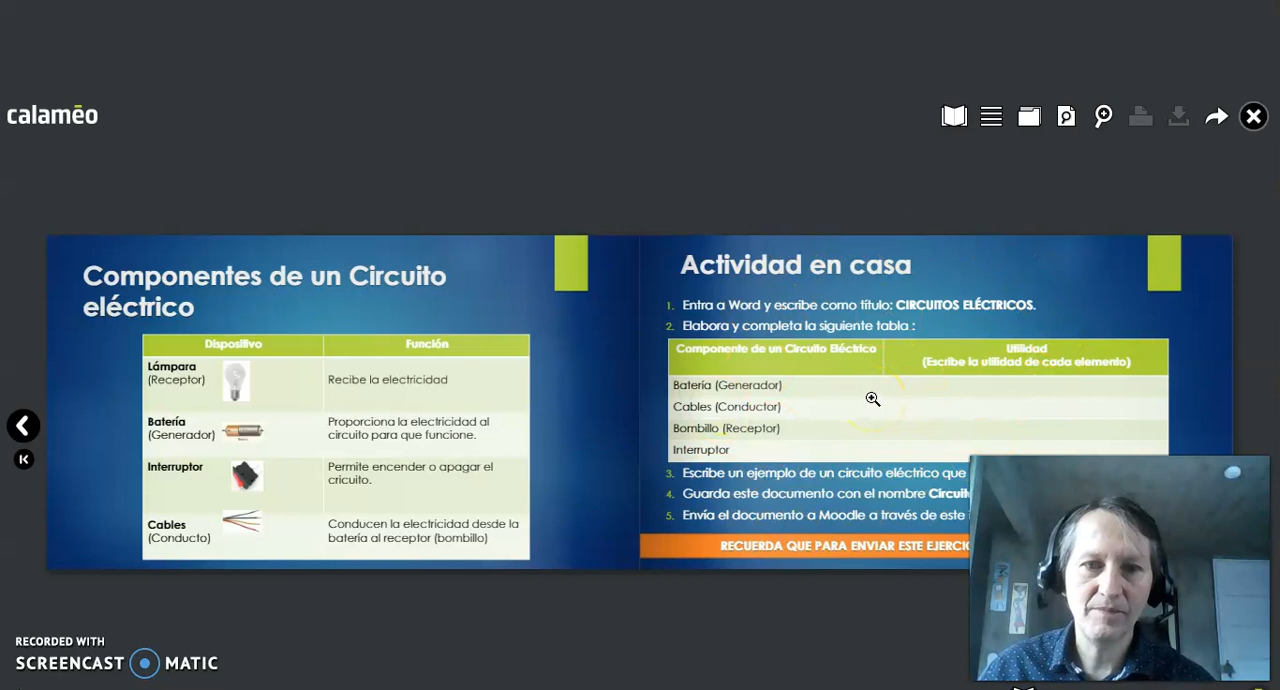 calamēo
Componentes de un Circuito
eléctrico
Dispositivo Función
Lámpara
(Receptor)
Recibe la electricidad
Batería
(Generador)
Proporciona la electricidad al
circuito para que funcione.
Interruptor
Permite encender o apagar el
cricuito.
Cables
(Conducto)
Conducen la electricidad desde la
batería al receptor (bombillo)
Actividad en casa
1. Entra a Word y escribe como título: CIRCUITOS ELÉCTRICOS.
2. Elabora y completa la siguiente tabla :
Componente de un Circuito Eléctrico
Utilidad
(Escribe la utilidad de cada elemento)
Batería (Generador)
Cables (Conductor)
Bombillo (Receptor)
Interruptor
3. Escribe un ejemplo de un circuito eléctrico que
4. Guarda este documento con el nombre
5. Envía el documento a Moodle a través de este
RECUERDA QUE PARA ENVIAR ESTE
RECORDED WITH
SCREENCAST MATIC